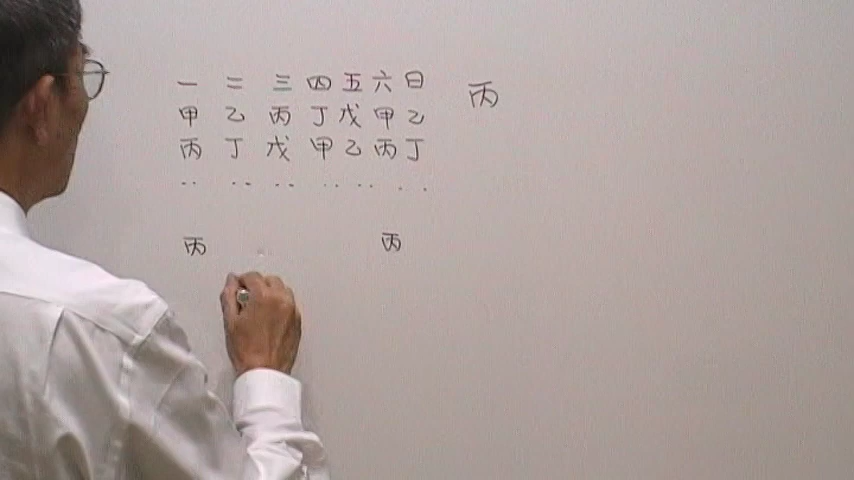 一 二 三 四 五 六 日 丙
甲 乙 丙 丁 戊 甲 乙
丙 丁 戊 甲 乙 丙 丁
‥ ‥ ‥ ‥ ‥ ‥
丙 丙